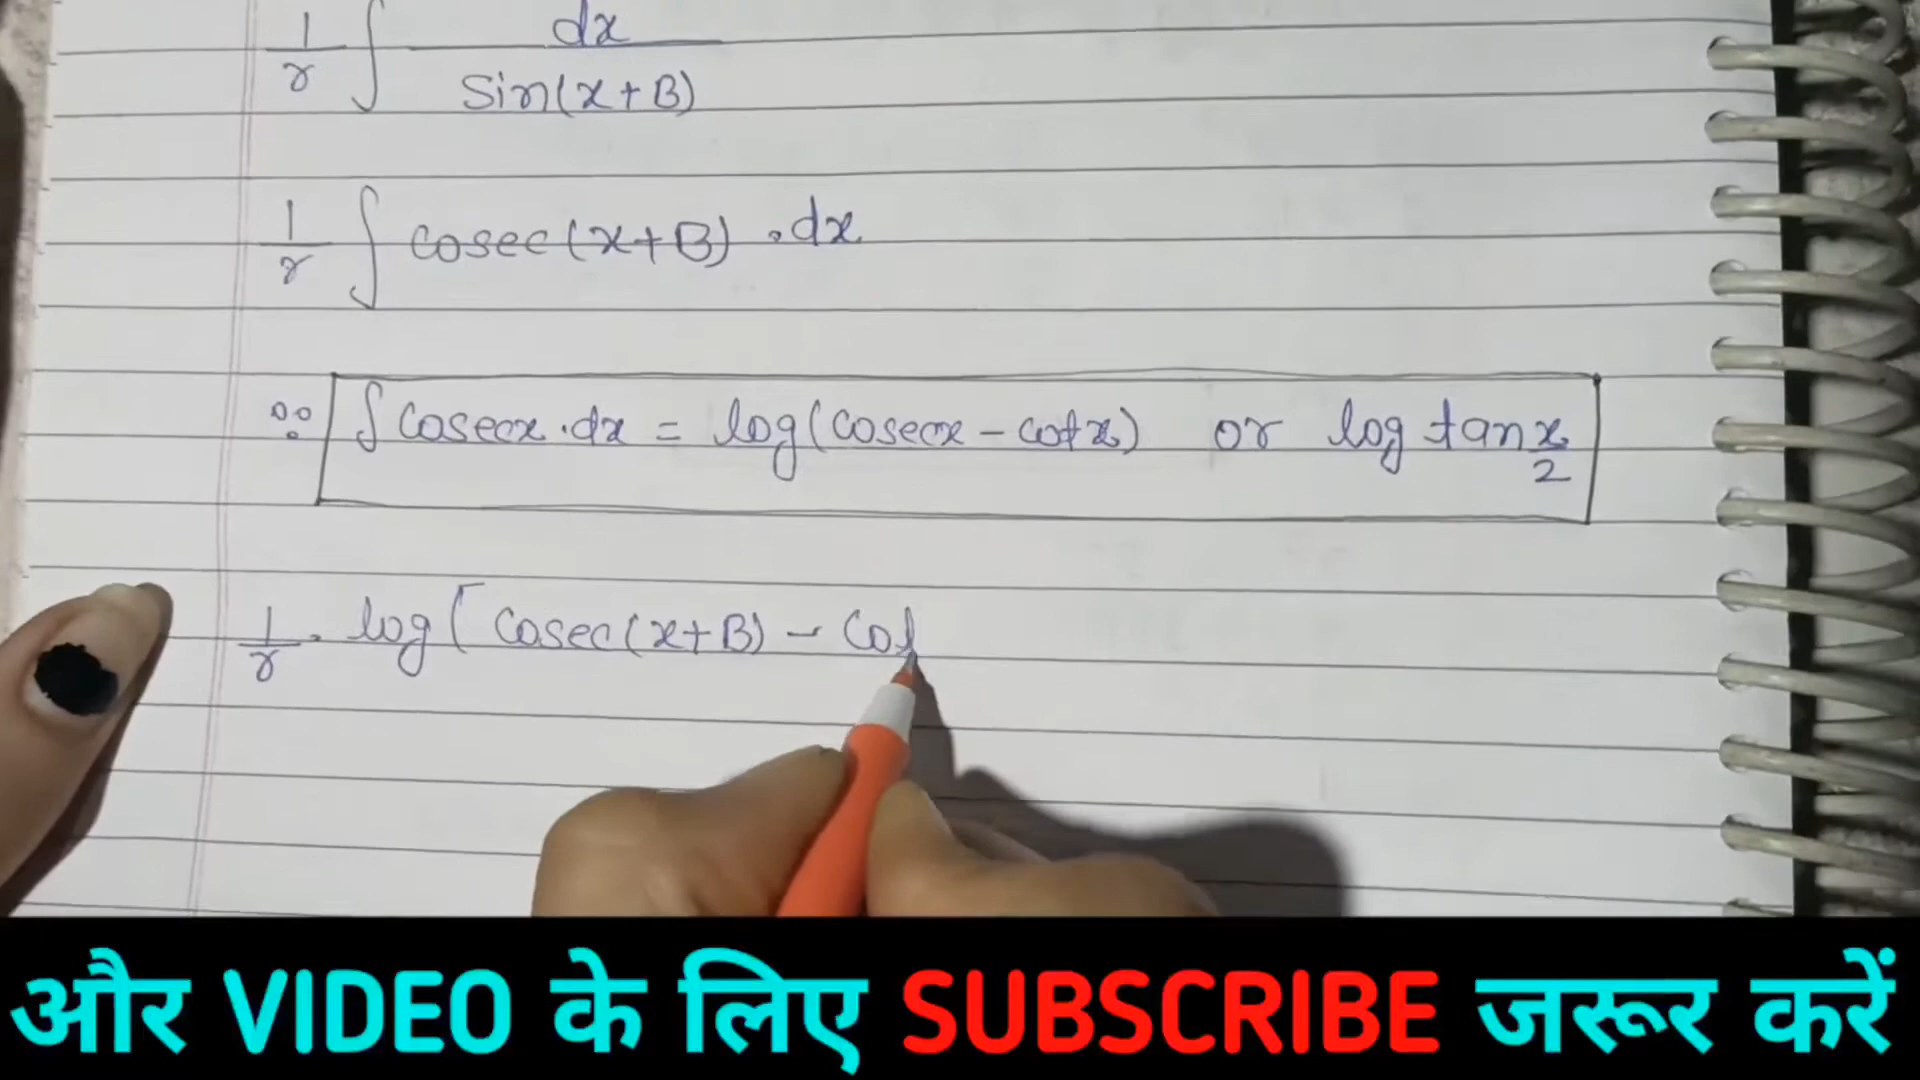 1/r ∫ dx / Sin(x+B)
1/r ∫ cosec(x+B) . dx
∵ ∫ cosecx . dx = log(cosecx - cotx) or log tan x/2
1/r . log[cosec(x+B) - cot
और VIDEO के लिए SUBSCRIBE जरूर करें